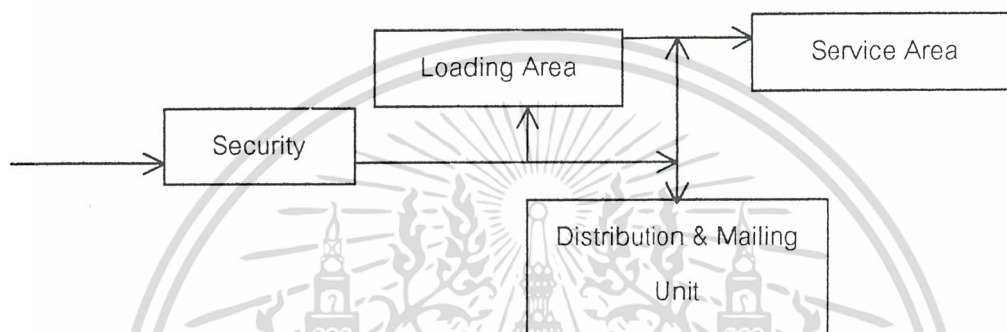 Loading Area
Service Area
Security
Distribution & Mailing
Unit